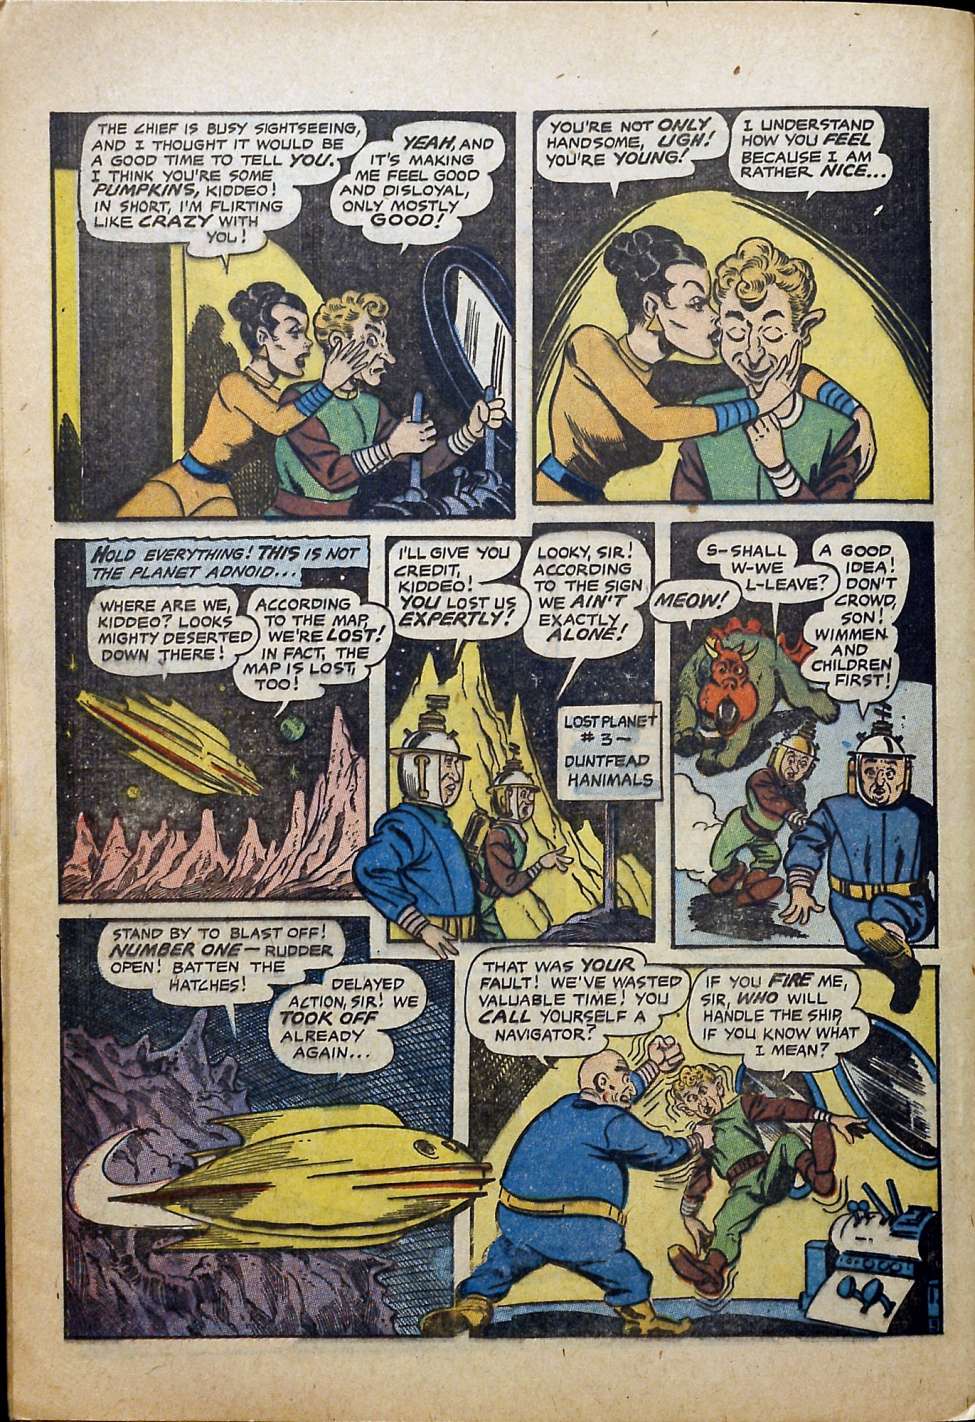 THE CHIEF IS BUSY SIGHTSEEING,
AND I THOUGHT IT WOULD BE
A GOOD TIME TO TELL YOU.
I THINK YOU'RE SOME
PUMPKINS, KIDDEO!
IN SHORT, I'M FLIRTING
LIKE CRAZY WITH
YOU!
YEAH, AND
IT'S MAKING
ME FEEL GOOD
AND DISLOYAL,
ONLY MOSTLY
GOOD!
YOU'RE NOT ONLY
HANDSOME, UGH!
YOU'RE YOUNG!
I UNDERSTAND
HOW YOU FEEL
BECAUSE I AM
RATHER NICE...
HOLD EVERYTHING! THIS IS NOT
THE PLANET ADNOID...
WHERE ARE WE,
KIDDEO? LOOKS
MIGHTY DESERTED
DOWN THERE!
ACCORDING
TO THE MAP,
WE'RE LOST!
IN FACT, THE
MAP IS LOST,
TOO!
I'LL GIVE YOU
CREDIT,
KIDDEO!
YOU LOST US
EXPERTLY!
LOOKY, SIR!
ACCORDING
TO THE SIGN,
WE AIN'T
EXACTLY
ALONE!
LOST PLANET
# 3-
DUNTFEAD
HANIMALS
MEOW!
S-SHALL
W-WE
L-LEAVE?
A GOOD
IDEA!
DON'T
CROWD,
SON!
WIMMEN
AND
CHILDREN
FIRST!
STAND BY TO BLAST OFF!
NUMBER ONE- RUDDER
OPEN! BATTEN THE
HATCHES!
DELAYED
ACTION, SIR! WE
TOOK OFF
ALREADY
AGAIN...
THAT WAS YOUR
FAULT! WE'VE WASTED
VALUABLE TIME! YOU
CALL YOURSELF A
NAVIGATOR?
IF YOU FIRE ME,
SIR, WHO WILL
HANDLE THE SHIP,
IF YOU KNOW WHAT
I MEAN?